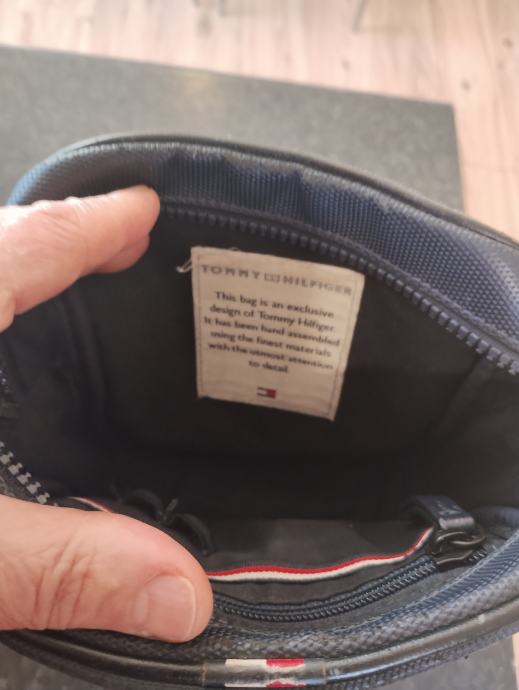 TOMMY HILFIGER
This bag is an exclusive
design of Tommy Hilfiger.
It has been hand assembled
using the finest materials
with the utmost attention
to detail.